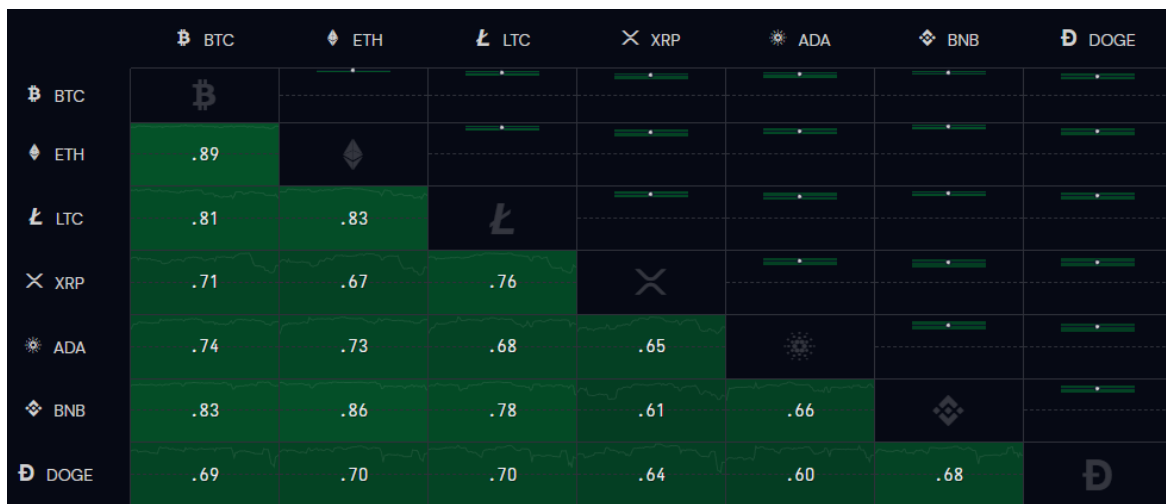 BTC ETH LTC XRP ADA BNB DOGE
BTC
ETH .89
LTC .81 .83
XRP .71 .67 .76
ADA .74 .73 .68 .65
BNB .83 .86 .78 .61 .66
DOGE .69 .70 .70 .64 .60 .68